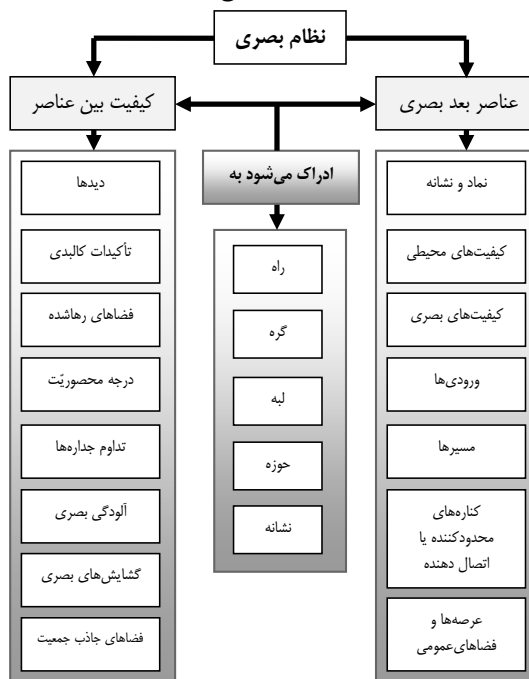 نظام بصری
عناصر بعد بصری
کیفیت بین عناصر
ادراک می‌شود به
نماد و نشانه
کیفیت‌های محیطی
کیفیت‌های بصری
ورودی‌ها
مسیرها
کناره‌های
محدودکننده یا
اتصال دهنده
عرصه‌ها و
فضاهای‌عمومی
راه
گره
لبه
حوزه
نشانه
دیدها
تأکیدات کالبدی
فضاهای رهاشده
درجه محصوریّت
تداوم جداره‌ها
آلودگی بصری
گشایش‌های بصری
فضاهای جاذب جمعیت